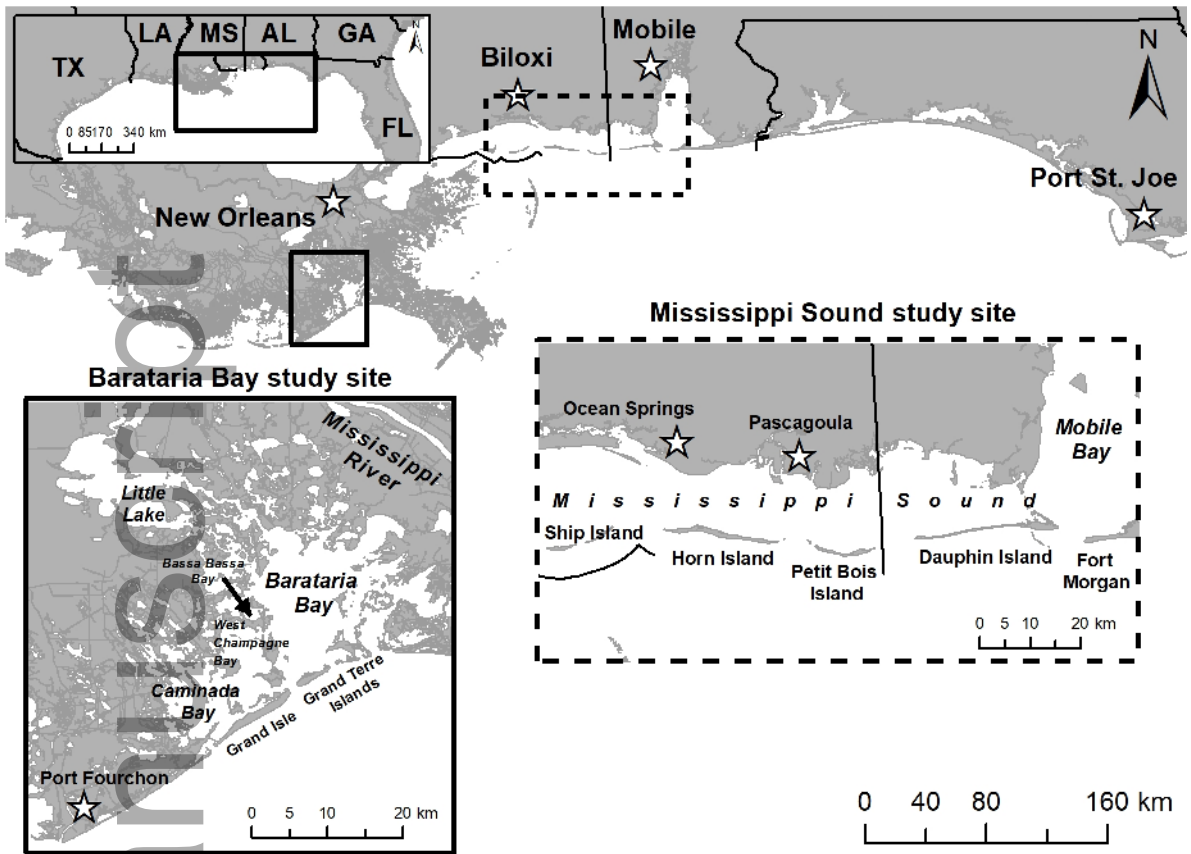 LA MS AL GA
TX
FL
N
0 85170 340 km
Biloxi
Mobile
N
New Orleans
Port St. Joe
Mississippi Sound study site
Ocean Springs
Pascagoula
Mobile
Bay
Mississippi Sound
Ship Island
Horn Island
Petit Bois
Island
Dauphin Island
Fort
Morgan
0 10 20 km
Barataria Bay study site
Mississippi
River
Little
Lake
Bassa Bassa
Bay
Barataria
Bay
West
Champagne
Bay
Caminada
Bay
Grand Isle
Grand Terre
Islands
Port Fourchon
0 5 10 20 km
0 40 80 160 km